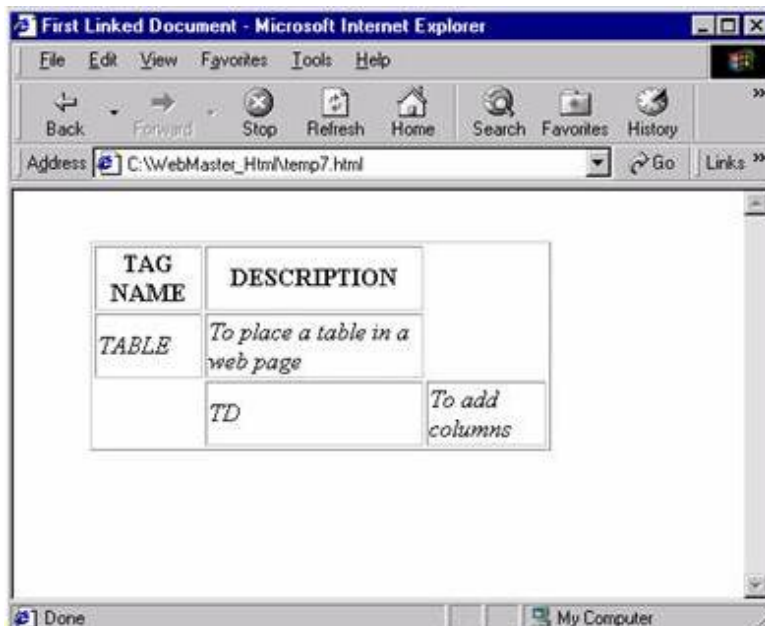 First Linked Document - Microsoft Internet Explorer
File Edit View Favorites Tools Help
Back Forward Stop Refresh Home Search Favorites History »
Address C:\WebMaster_Html\temp7.html Go Links »
TAG NAME DESCRIPTION
TABLE To place a table in a
web page
TD To add
columns
Done My Computer